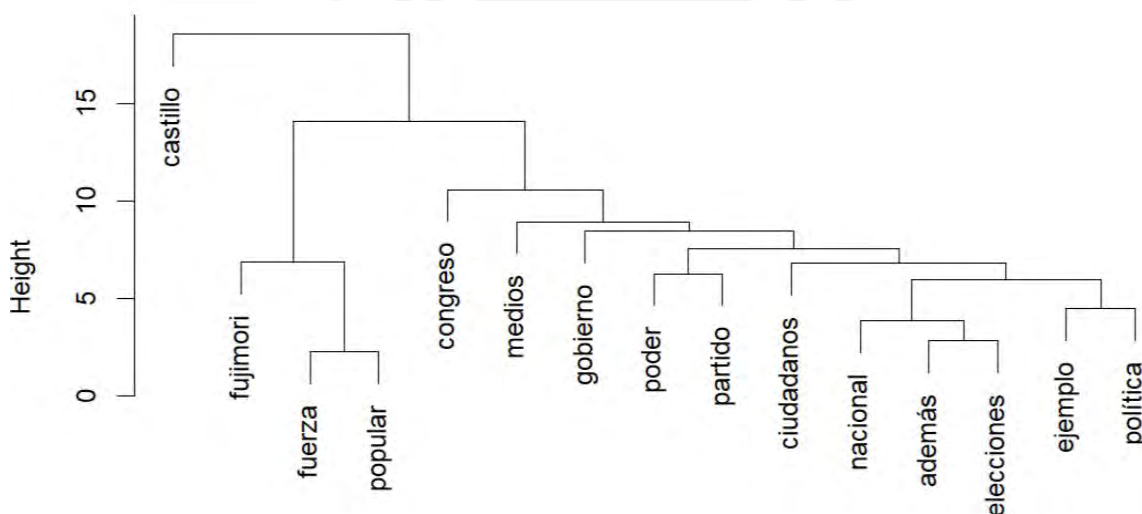 Height
15
10
5
0
castillo
fujimori
fuerza
popular
congreso
medios
gobierno
poder
partido
ciudadanos
nacional
además
elecciones
ejemplo
política